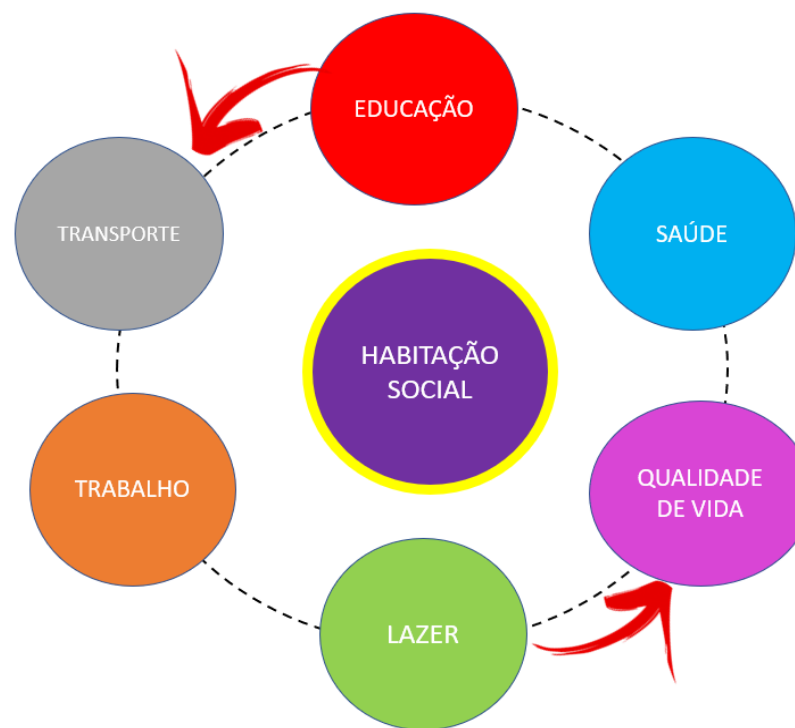 EDUCAÇÃO
TRANSPORTE
SAÚDE
HABITAÇÃO
SOCIAL
TRABALHO
QUALIDADE
DE VIDA
LAZER